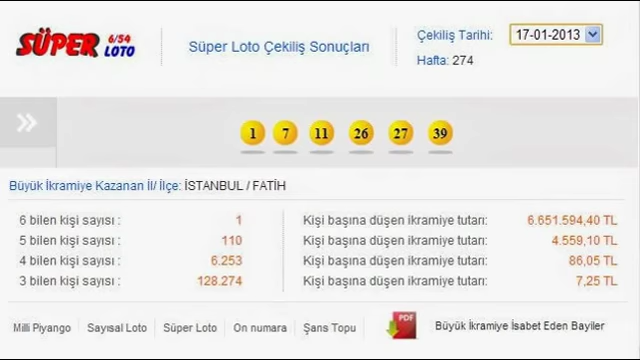 SÜPER 6/54 LOTO
Süper Loto Çekiliş Sonuçları
Çekiliş Tarihi: 17-01-2013
Hafta: 274
1 7 11 26 27 39
Büyük İkramiye Kazanan İl/ İlçe: İSTANBUL / FATİH
6 bilen kişi sayısı : 1 Kişi başına düşen ikramiye tutarı: 6.651.594,40 TL
5 bilen kişi sayısı : 110 Kişi başına düşen ikramiye tutarı: 4.559,10 TL
4 bilen kişi sayısı : 6.253 Kişi başına düşen ikramiye tutarı: 86,05 TL
3 bilen kişi sayısı : 128.274 Kişi başına düşen ikramiye tutarı: 7,25 TL
Milli Piyango Sayısal Loto Süper Loto On numara Şans Topu PDF Büyük İkramiye İsabet Eden Bayiler